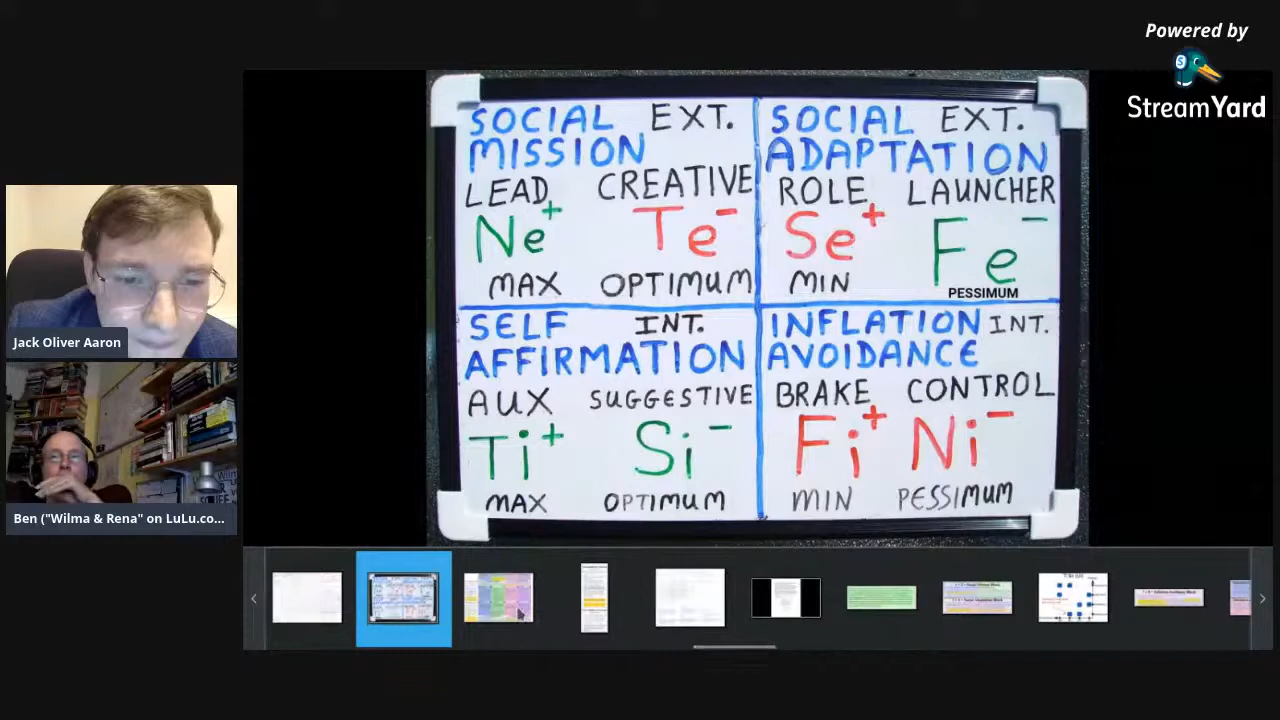 Powered by
StreamYard
SOCIAL EXT.
MISSION
LEAD CREATIVE
Ne+ Te-
MAX OPTIMUM
SOCIAL EXT.
ADAPTATION
ROLE LAUNCHER
Se+ Fe-
MIN PESSIMUM
SELF INT.
AFFIRMATION
AUX SUGGESTIVE
Ti+ Si-
MAX OPTIMUM
INFLATION INT.
AVOIDANCE
BRAKE CONTROL
Fi+ Ni-
MIN PESSIMUM
Jack Oliver Aaron
Ben ("Wilma & Rena" on LuLu.co...